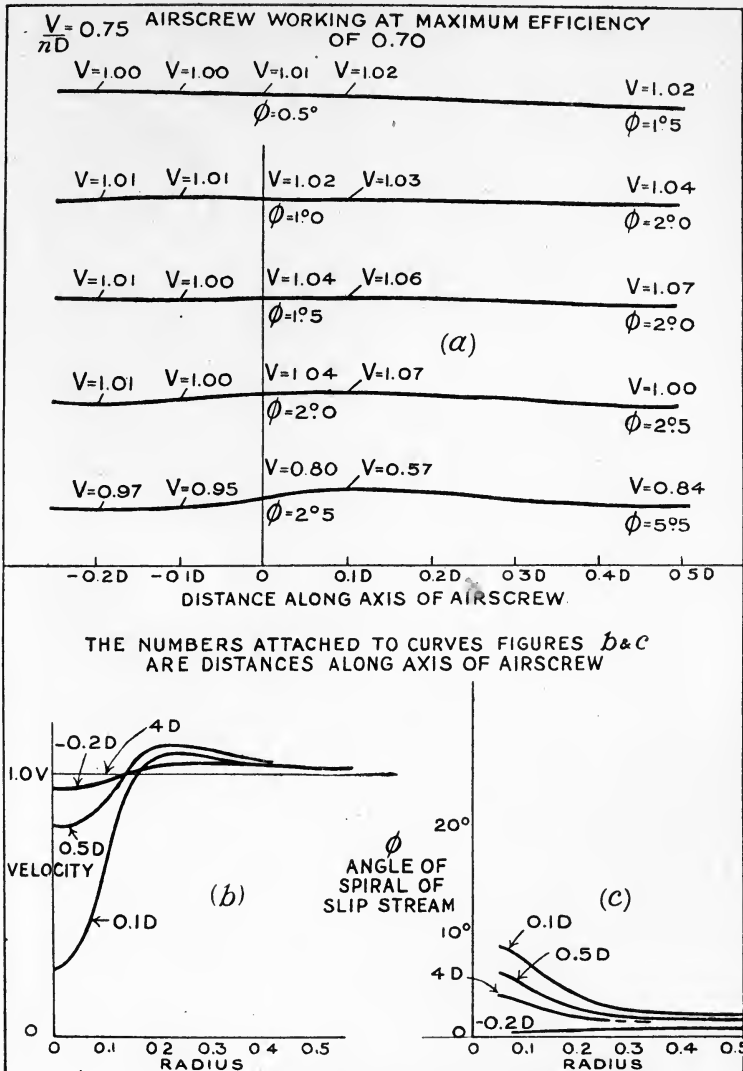 V/nD = 0.75
AIRSCREW WORKING AT MAXIMUM EFFICIENCY
OF 0.70
V=1.00 V=1.00 V=1.01 V=1.02 V=1.02
ϕ=0.5° ϕ=1°.5
V=1.01 V=1.01 V=1.02 V=1.03 V=1.04
ϕ=1°.0 ϕ=2°.0
V=1.01 V=1.00 V=1.04 V=1.06 V=1.07
ϕ=1°.5 ϕ=2°.0
(a)
V=1.01 V=1.00 V=1.04 V=1.07 V=1.00
ϕ=2°.0 ϕ=2°.5
V=0.97 V=0.95 V=0.80 V=0.57 V=0.84
ϕ=2°.5 ϕ=5°.5
-0.2D -0.1D 0 0.1D 0.2D 0.3D 0.4D 0.5D
DISTANCE ALONG AXIS OF AIRSCREW.
THE NUMBERS ATTACHED TO CURVES FIGURES b&c
ARE DISTANCES ALONG AXIS OF AIRSCREW
-0.2D 4D
1.0V
0.5D
VELOCITY
(b)
0.1D
0
0 0.1 0.2 0.3 0.4 0.5
RADIUS
20°
ϕ
ANGLE OF
SPIRAL OF
SLIP STREAM
(c)
10°
0.1D
0.5D
4D
-0.2D
0
0 0.1 0.2 0.3 0.4 0.5
RADIUS